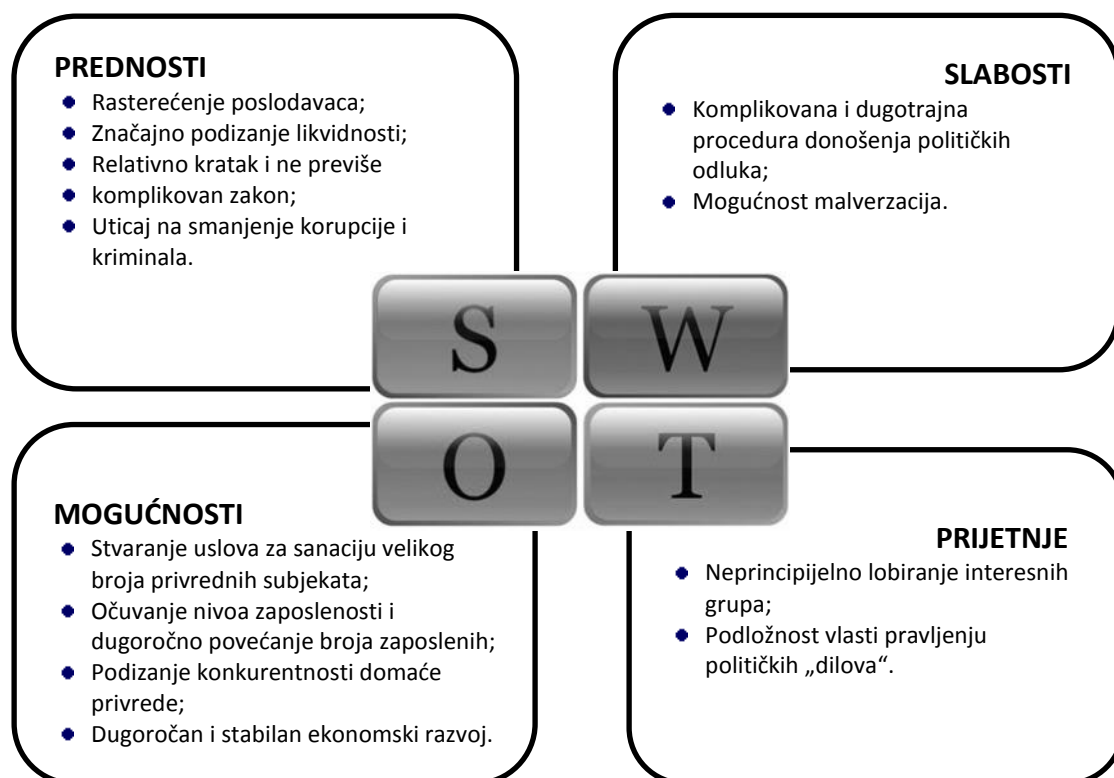 PREDNOSTI
Rasterećenje poslodavaca;
Značajno podizanje likvidnosti;
Relativno kratak i ne previše
komplikovan zakon;
Uticaj na smanjenje korupcije i
kriminala.
SLABOSTI
Komplikovana i dugotrajna
procedura donošenja političkih
odluka;
Mogućnost malverzacija.
S
W
O
T
MOGUĆNOSTI
Stvaranje uslova za sanaciju velikog
broja privrednih subjekata;
Očuvanje nivoa zaposlenosti i
dugoročno povećanje broja zaposlenih;
Podizanje konkurentnosti domaće
privrede;
Dugoročan i stabilan ekonomski razvoj.
PRIJETNJE
Neprincipijelno lobiranje interesnih
grupa;
Podložnost vlasti pravljenju
političkih „dilova“.